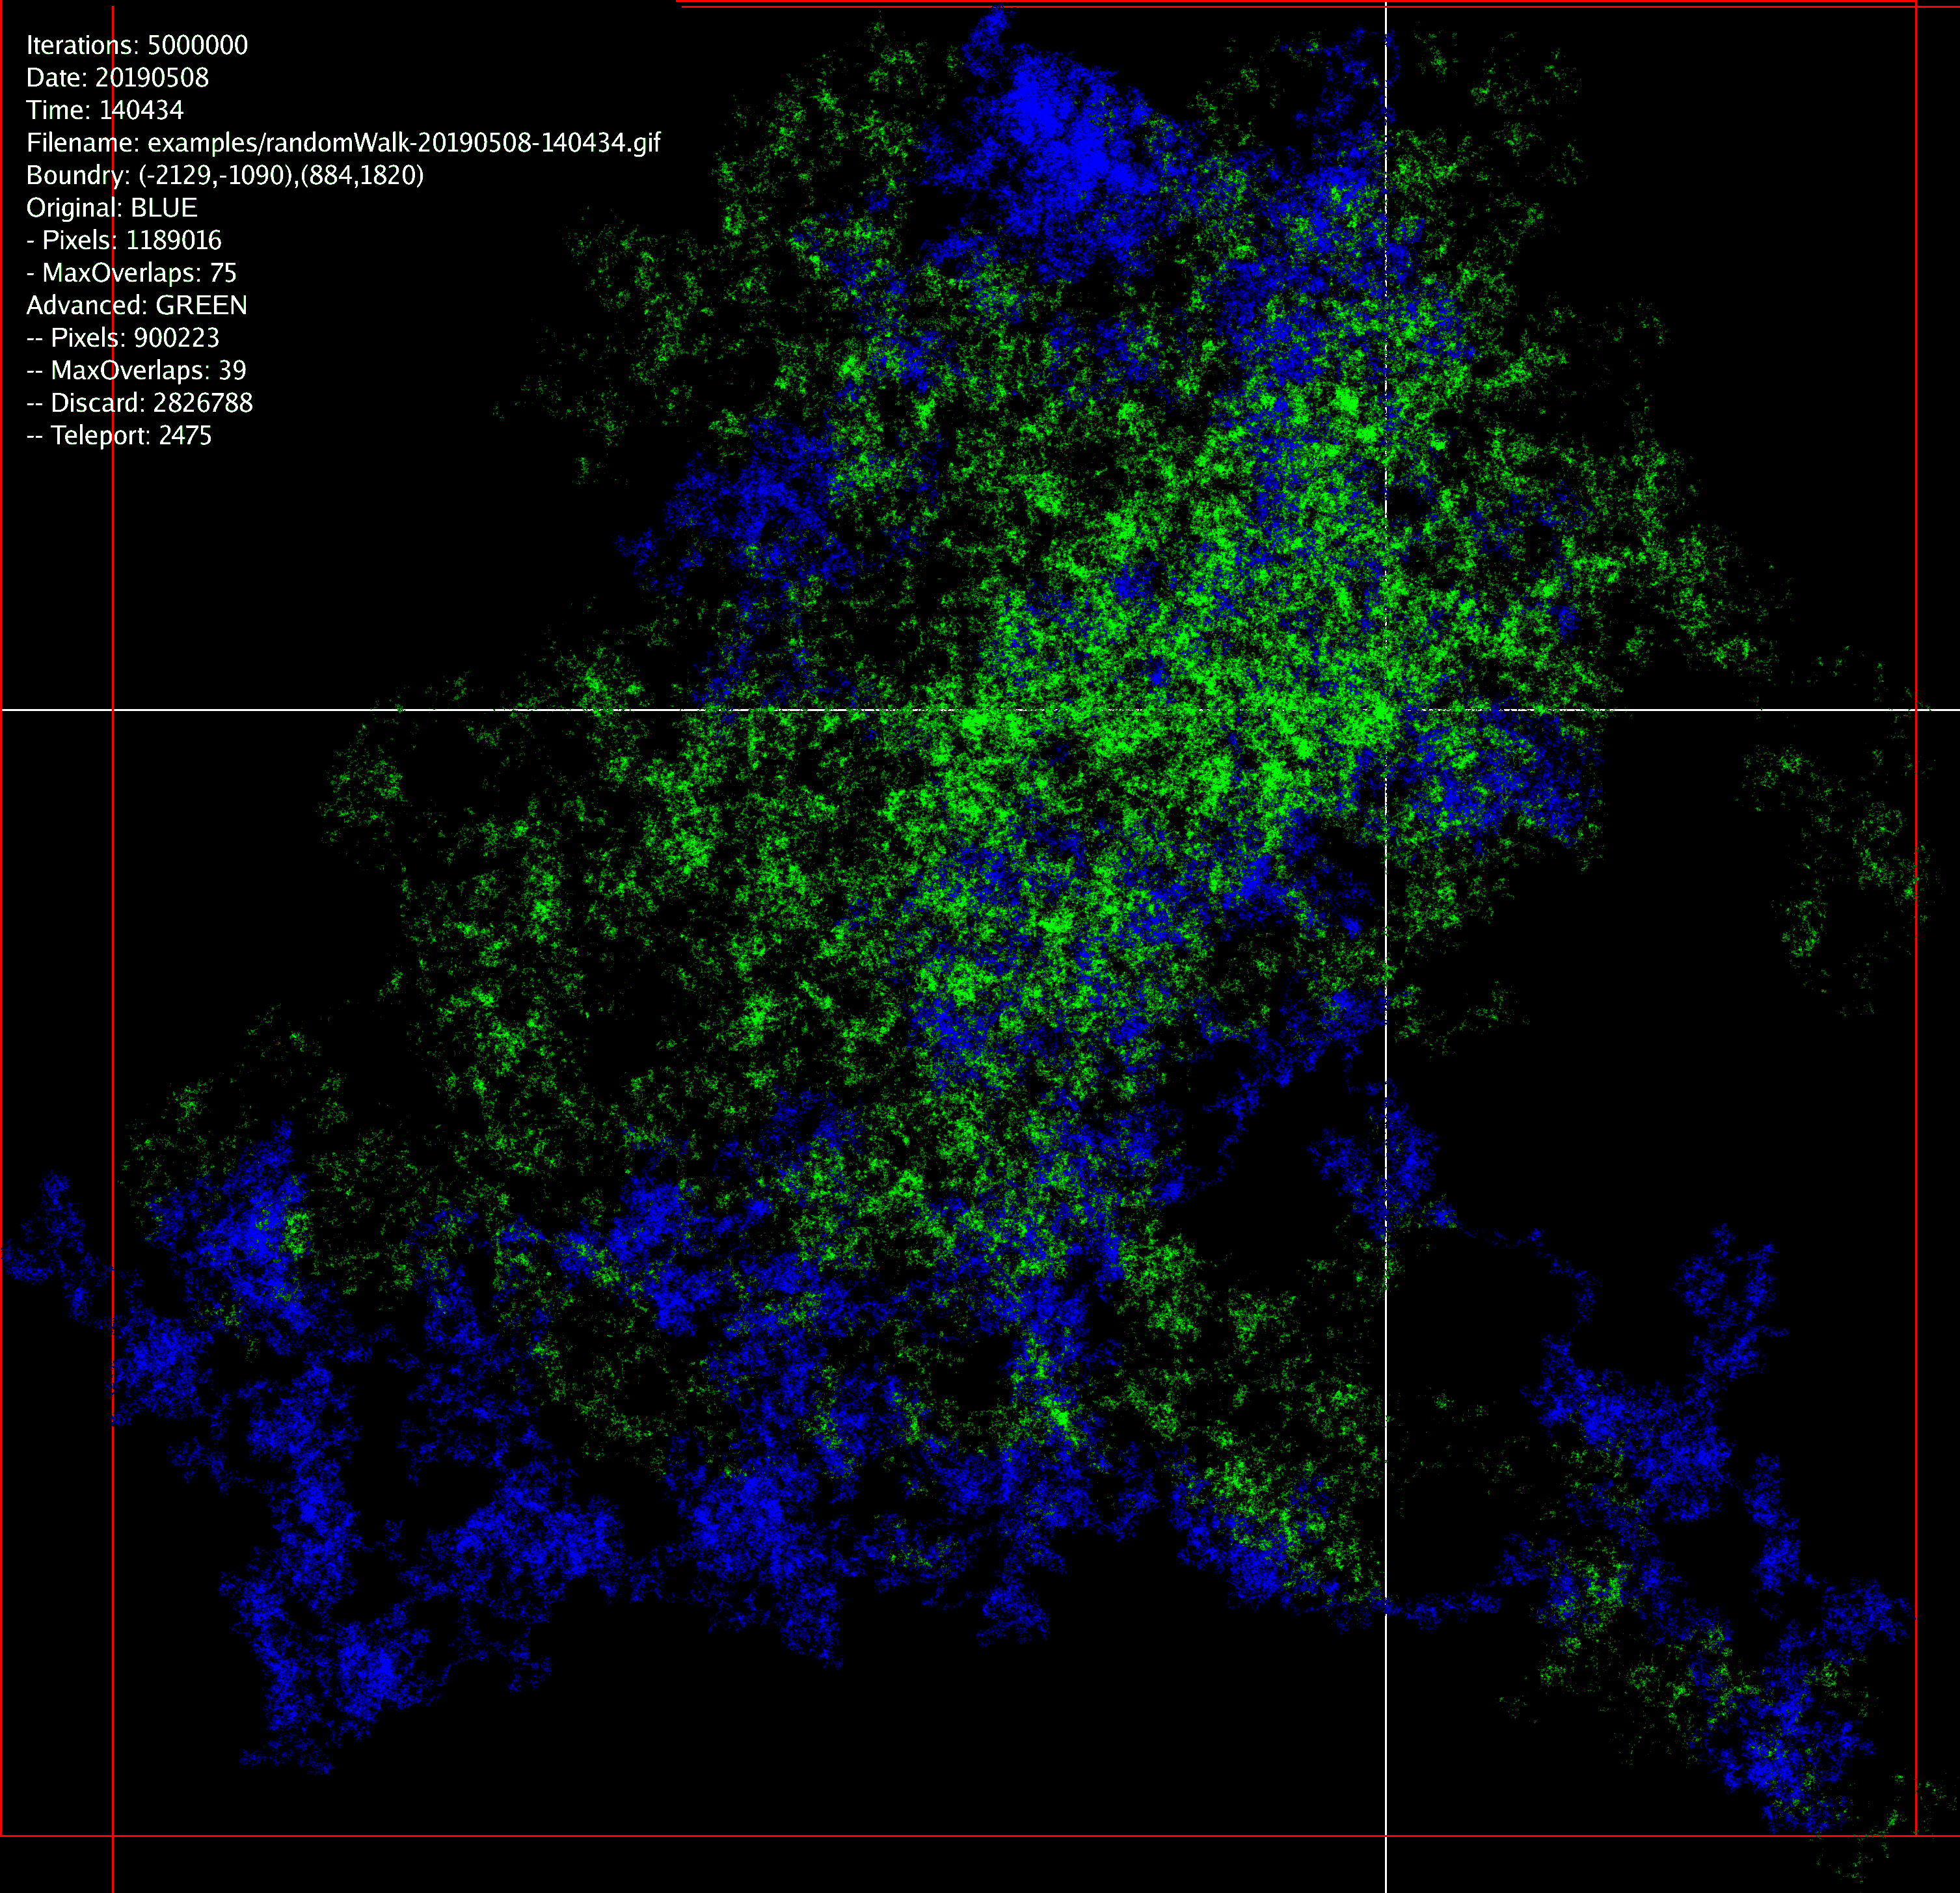 Iterations: 5000000
Date: 20190508
Time: 140434
Filename: examples/randomWalk-20190508-140434.gif
Boundry: (-2129,-1090),(884,1820)
Original: BLUE
- Pixels: 1189016
- MaxOverlaps: 75
Advanced: GREEN
-- Pixels: 900223
-- MaxOverlaps: 39
-- Discard: 2826788
-- Teleport: 2475